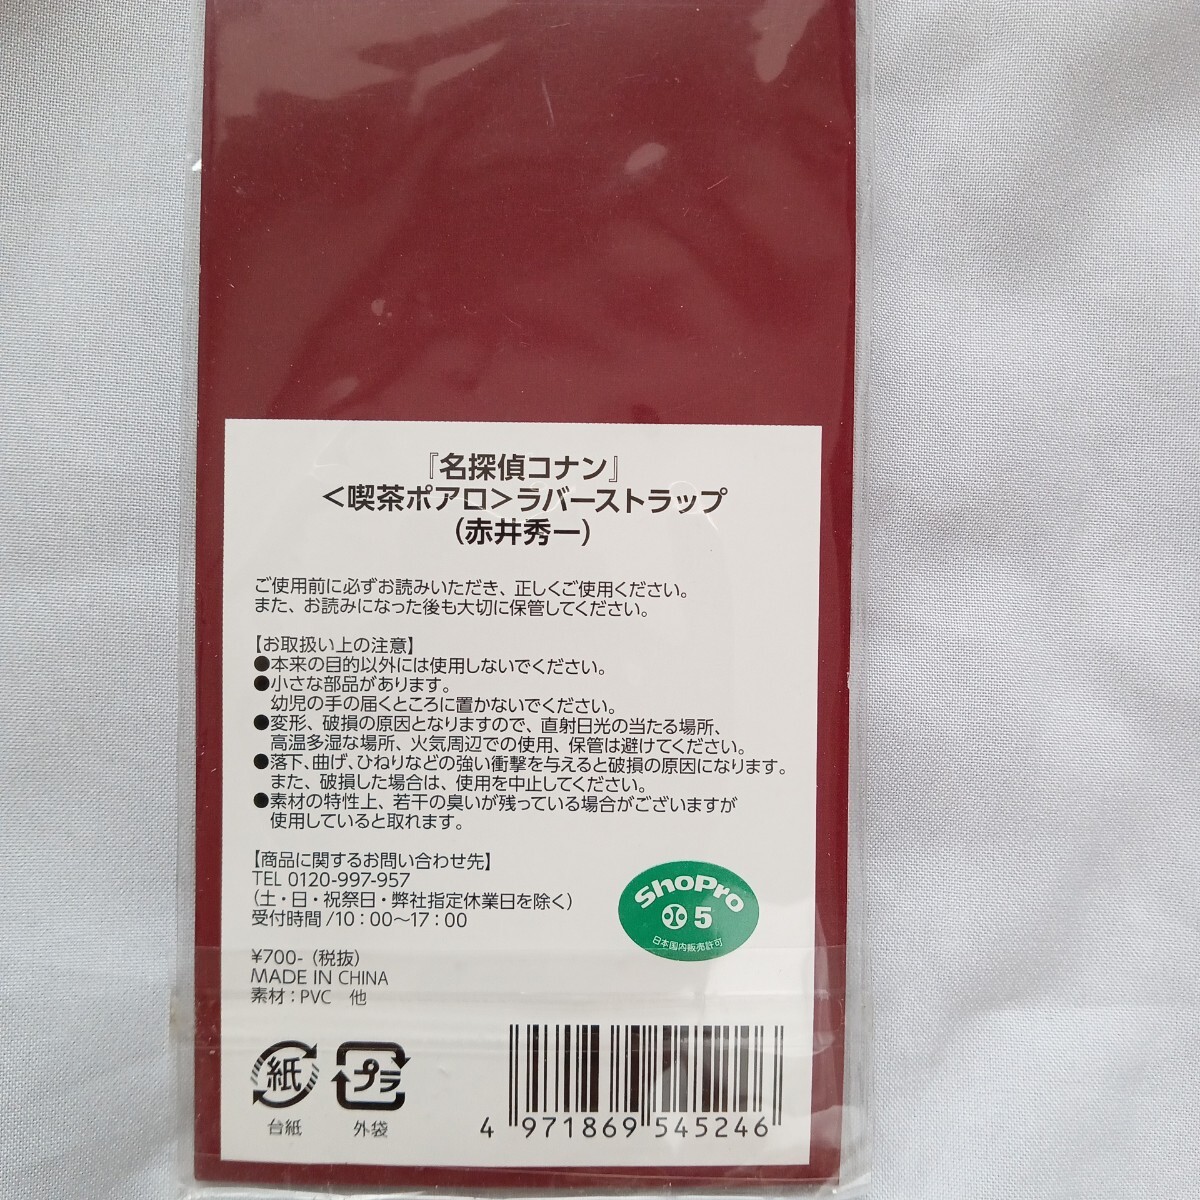 『名探偵コナン』
＜喫茶ポアロ＞ラバーストラップ
（赤井秀一）
ご使用前に必ずお読みいただき、正しくご使用ください。
また、お読みになった後も大切に保管してください。
【お取扱い上の注意】
●本来の目的以外には使用しないでください。
●小さな部品があります。
幼児の手の届くところに置かないでください。
●変形、破損の原因となりますので、直射日光の当たる場所、
高温多湿な場所、火気周辺での使用、保管は避けてください。
●落下、曲げ、ひねりなどの強い衝撃を与えると破損の原因になります。
また、破損した場合は、使用を中止してください。
●素材の特性上、若干の臭いが残っている場合がございますが
使用していると取れます。
【商品に関するお問い合わせ先】
TEL 0120-997-957
（土・日・祝祭日・弊社指定休業日を除く）
受付時間/10：00～17：00
¥700-（税抜）
MADE IN CHINA
素材：PVC　他
ShoPro
小 5
日本国内販売許可
紙
台紙
プラ
外袋
4 971869 545246